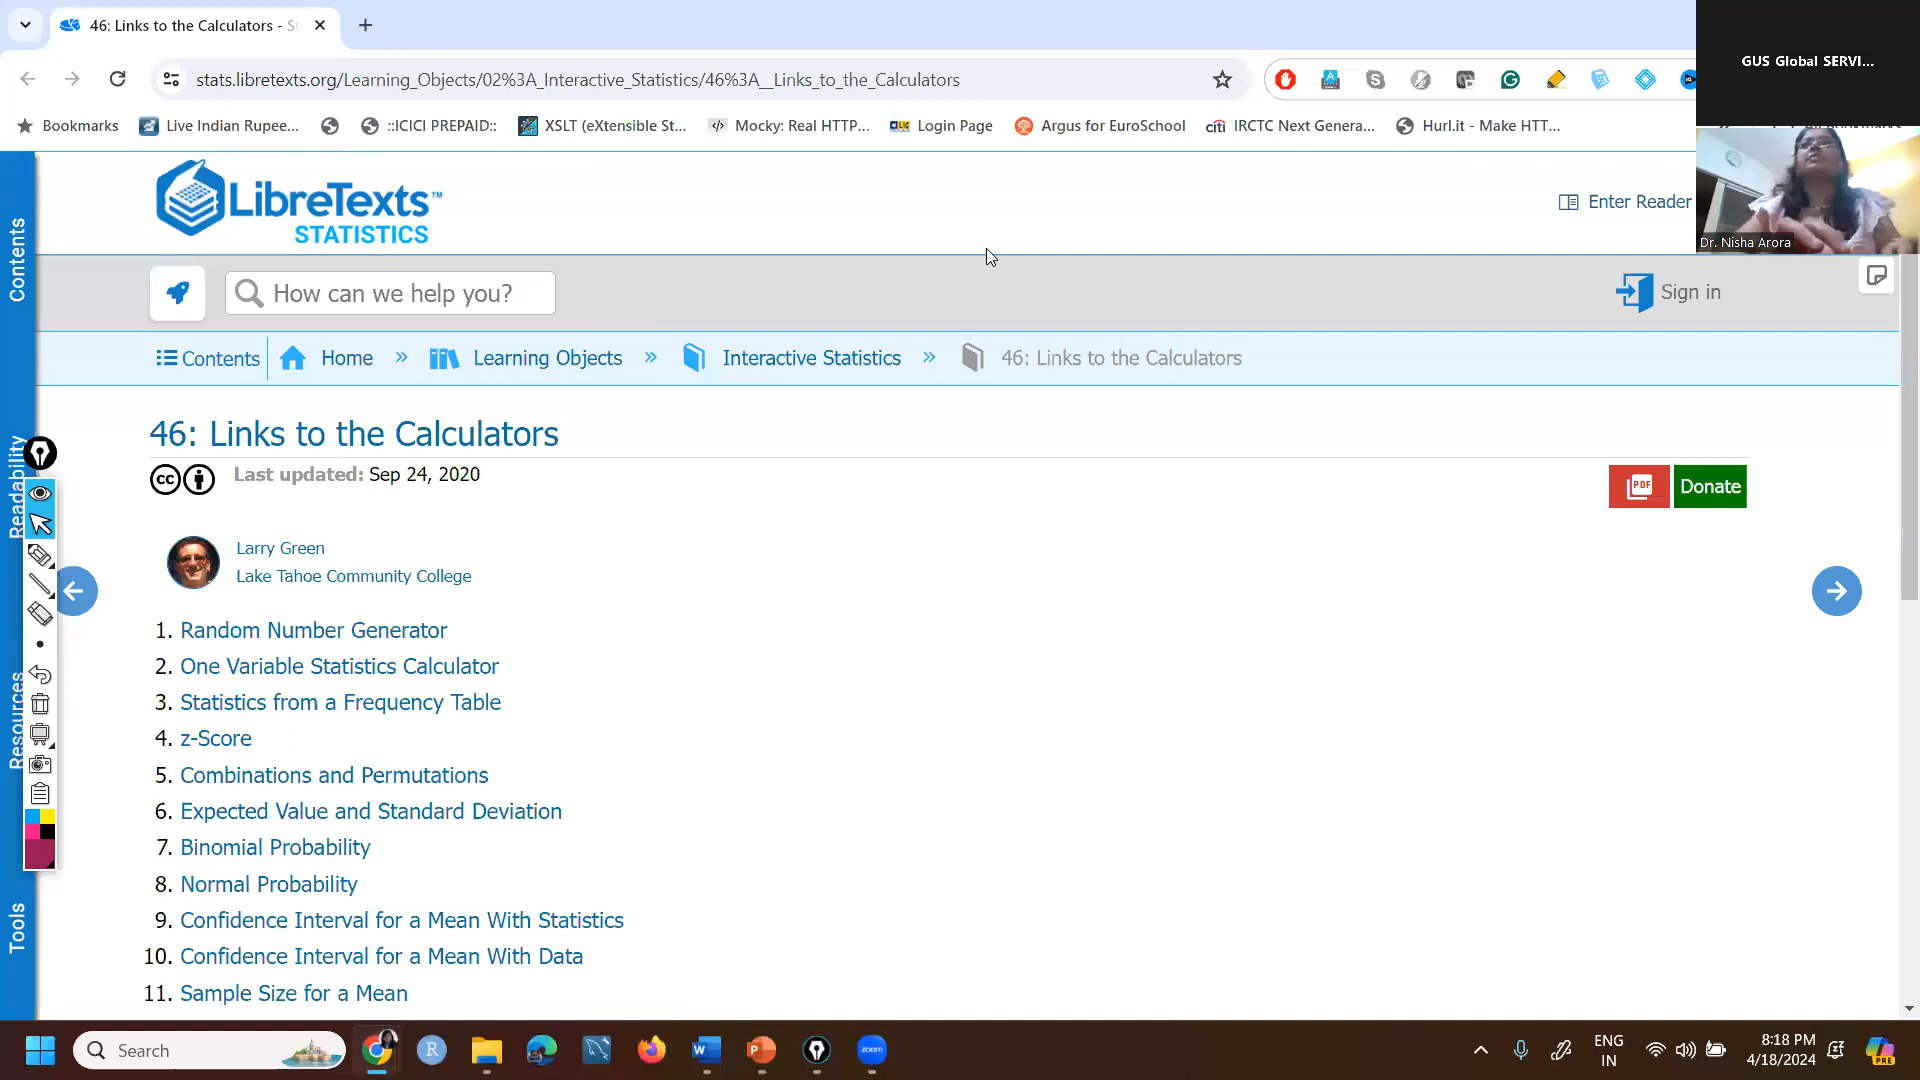 46: Links to the Calculators - St
stats.libretexts.org/Learning_Objects/02%3A_Interactive_Statistics/46%3A__Links_to_the_Calculators
GUS Global SERVI...
Bookmarks
Live Indian Rupee...
::ICICI PREPAID::
XSLT (eXtensible St...
Mocky: Real HTTP...
Login Page
Argus for EuroSchool
citi IRCTC Next Genera...
Hurl.it - Make HTT...
LibreTexts™
STATISTICS
Enter Reader
Dr. Nisha Arora
How can we help you?
Sign in
Contents Home » Learning Objects » Interactive Statistics » 46: Links to the Calculators
Contents
Readability
Resources
Tools
46: Links to the Calculators
cc
Last updated: Sep 24, 2020
PDF
Donate
Larry Green
Lake Tahoe Community College
1. Random Number Generator
2. One Variable Statistics Calculator
3. Statistics from a Frequency Table
4. z-Score
5. Combinations and Permutations
6. Expected Value and Standard Deviation
7. Binomial Probability
8. Normal Probability
9. Confidence Interval for a Mean With Statistics
10. Confidence Interval for a Mean With Data
11. Sample Size for a Mean
Search
R
W
P
zoom
ENG
IN
8:18 PM
4/18/2024
PRE